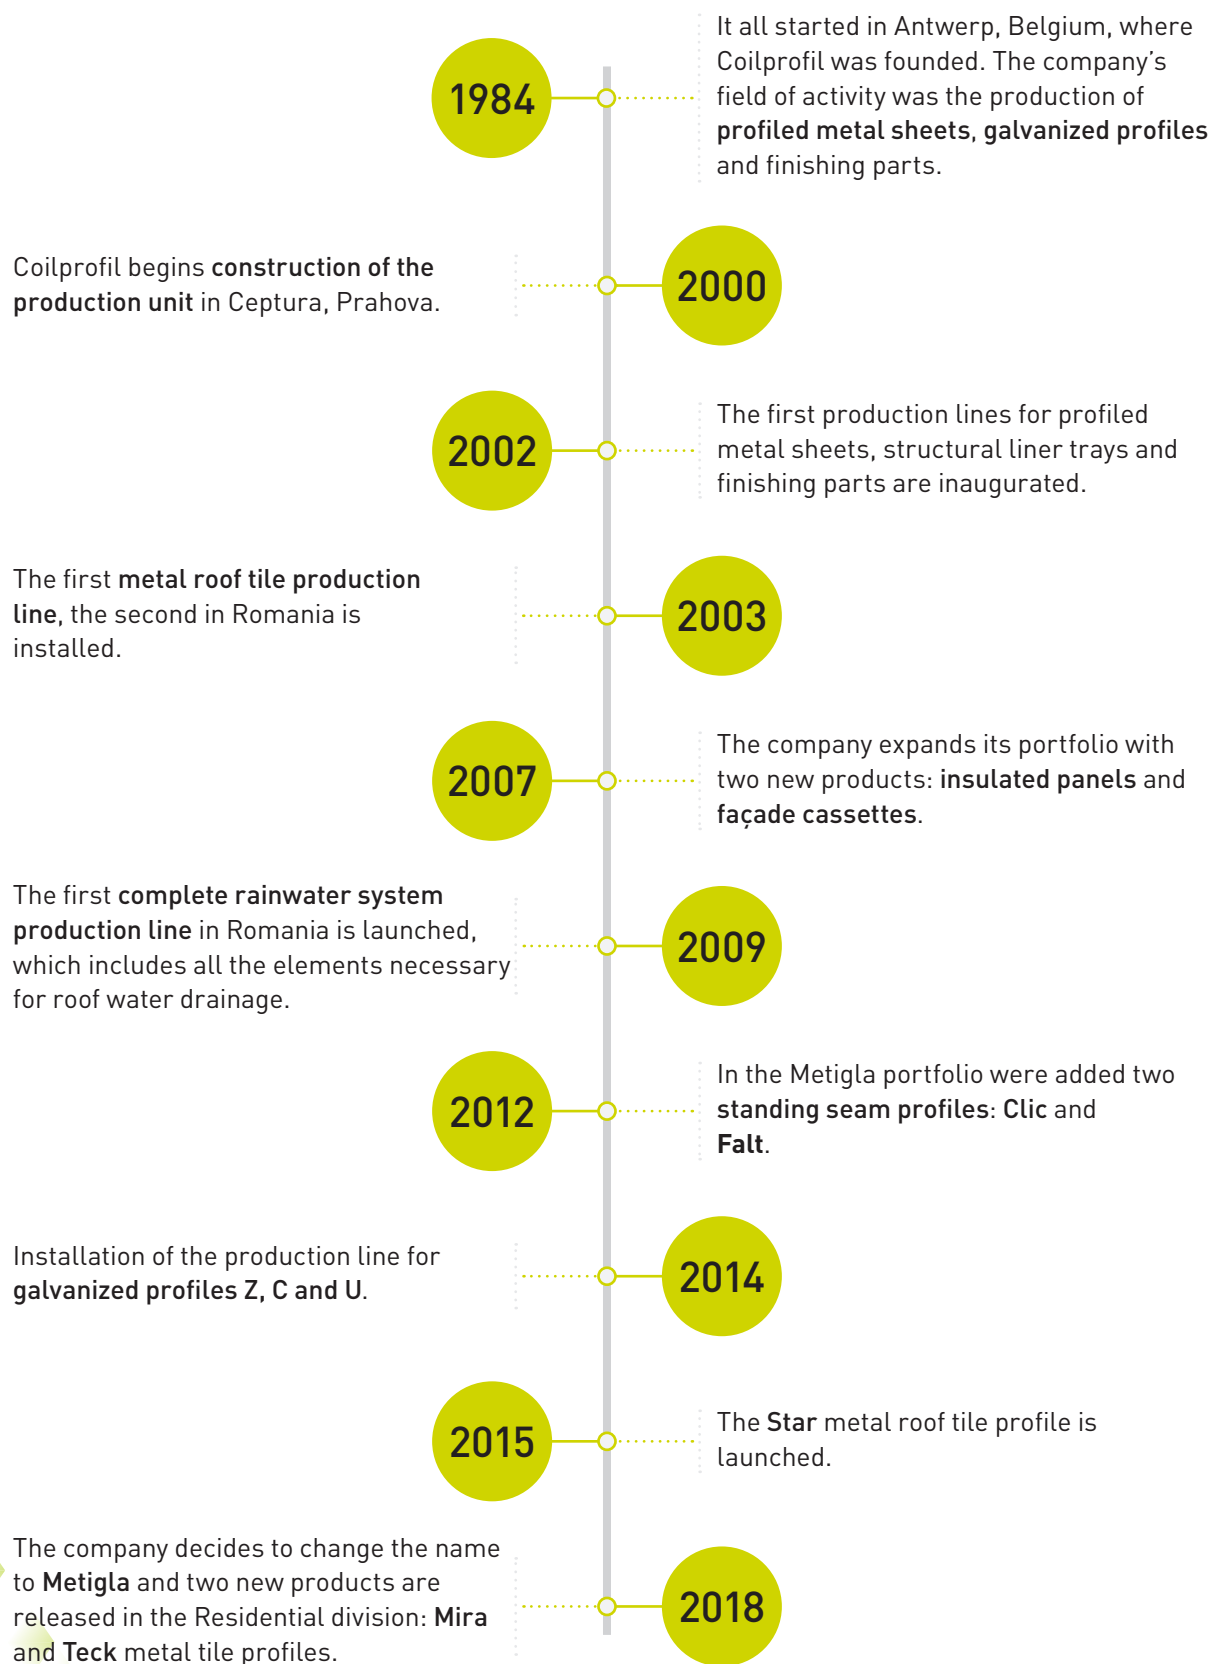 1984
It all started in Antwerp, Belgium, where
Coilprofil was founded. The company’s
field of activity was the production of
profiled metal sheets, galvanized profiles
and finishing parts.
2000
Coilprofil begins construction of the
production unit in Ceptura, Prahova.
2002
The first production lines for profiled
metal sheets, structural liner trays and
finishing parts are inaugurated.
2003
The first metal roof tile production
line, the second in Romania is
installed.
2007
The company expands its portfolio with
two new products: insulated panels and
façade cassettes.
2009
The first complete rainwater system
production line in Romania is launched,
which includes all the elements necessary
for roof water drainage.
2012
In the Metigla portfolio were added two
standing seam profiles: Clic and
Falt.
2014
Installation of the production line for
galvanized profiles Z, C and U.
2015
The Star metal roof tile profile is
launched.
2018
The company decides to change the name
to Metigla and two new products are
released in the Residential division: Mira
and Teck metal tile profiles.